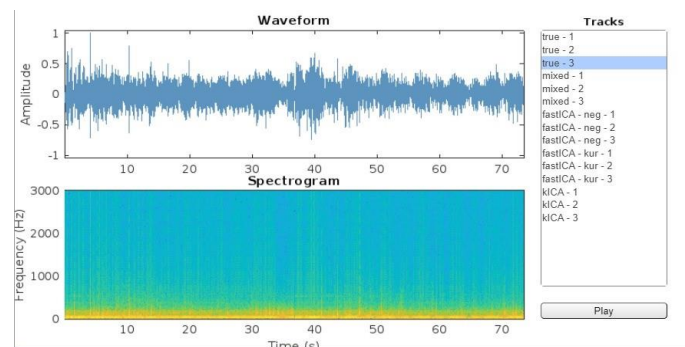 Waveform
Amplitude
1
0.5
0
-0.5
-1
10 20 30 40 50 60 70
Spectrogram
Frequency (Hz)
3000
2000
1000
0
10 20 30 40 50 60 70
Time (s)
Tracks
true - 1
true - 2
true - 3
mixed - 1
mixed - 2
mixed - 3
fastICA - neg - 1
fastICA - neg - 2
fastICA - neg - 3
fastICA - kur - 1
fastICA - kur - 2
fastICA - kur - 3
kICA - 1
kICA - 2
kICA - 3
Play